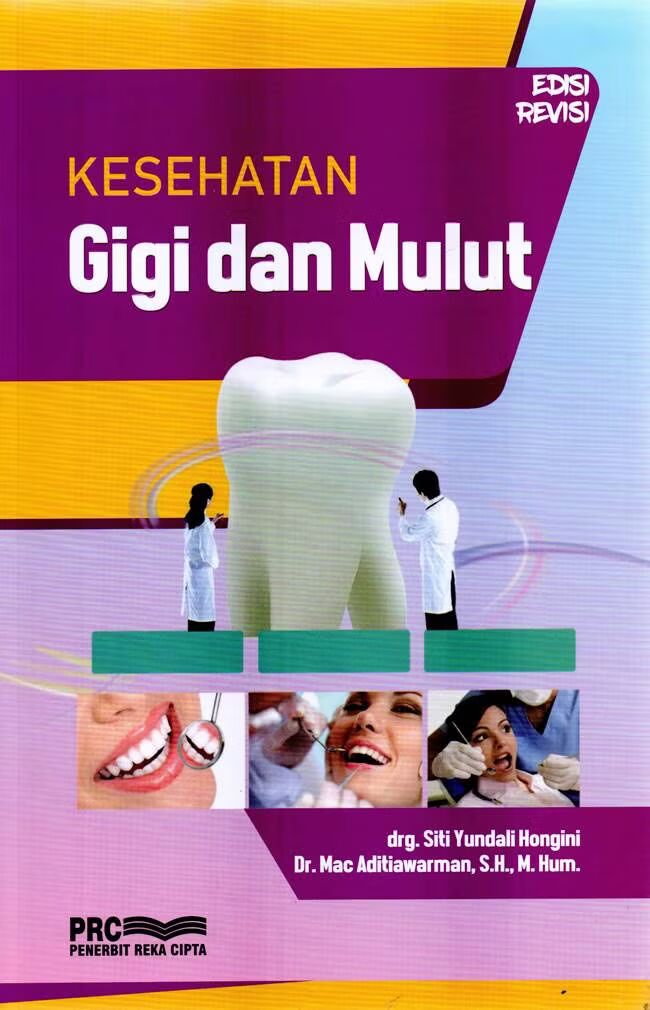 EDISI
REVISI
KESEHATAN
Gigi dan Mulut
drg. Siti Yundali Hongini
Dr. Mac Aditiawarman, S.H., M. Hum.
PRC
PENERBIT REKA CIPTA